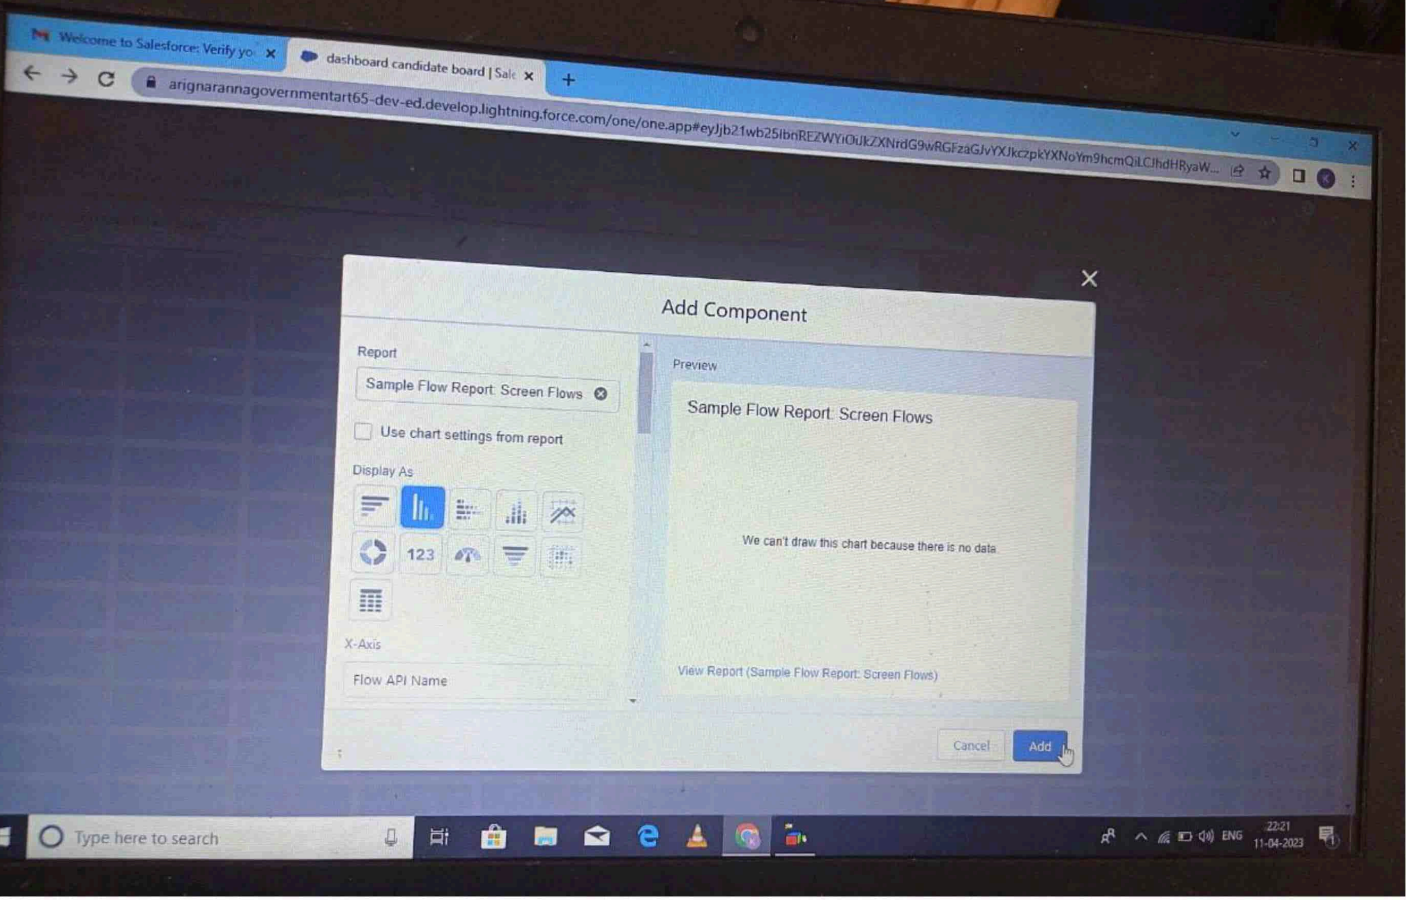 Welcome to Salesforce: Verify yo
dashboard candidate board | Sale
arignarannagovernmentart65-dev-ed.develop.lightning.force.com/one/one.app#
Add Component
Report
Sample Flow Report: Screen Flows
Use chart settings from report
Display As
123
X-Axis
Flow API Name
Preview
Sample Flow Report: Screen Flows
We can't draw this chart because there is no data.
View Report (Sample Flow Report: Screen Flows)
Cancel
Add
Type here to search
ENG
22:21
11-04-2023